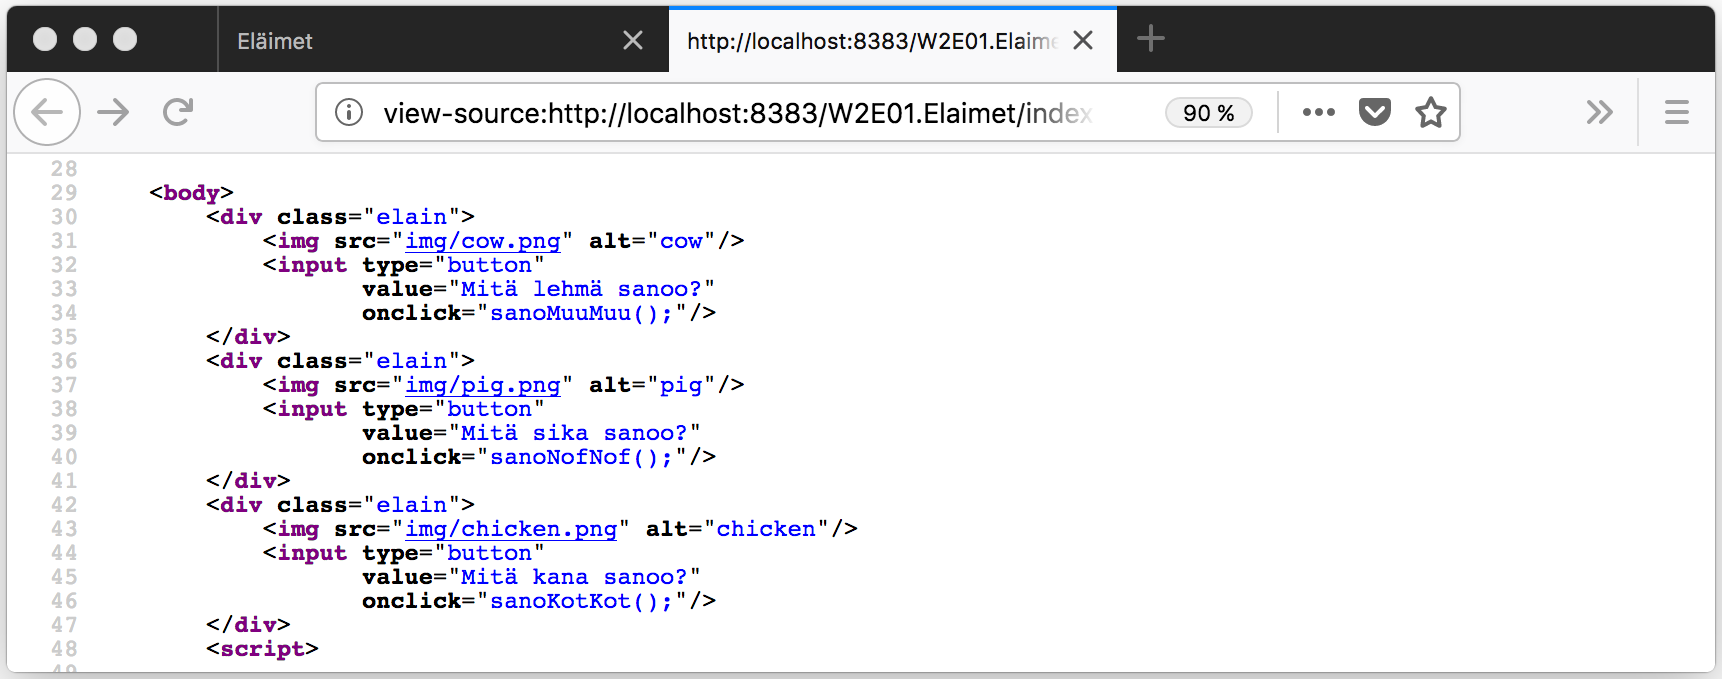 Eläimet
http://localhost:8383/W2E01.Elaime
view-source:http://localhost:8383/W2E01.Elaimet/index
90 %
28
29 <body>
30 <div class="elain">
31 <img src="img/cow.png" alt="cow"/>
32 <input type="button"
33 value="Mitä lehmä sanoo?"
34 onclick="sanoMuuMuu();"/>
35 </div>
36 <div class="elain">
37 <img src="img/pig.png" alt="pig"/>
38 <input type="button"
39 value="Mitä sika sanoo?"
40 onclick="sanoNofNof();"/>
41 </div>
42 <div class="elain">
43 <img src="img/chicken.png" alt="chicken"/>
44 <input type="button"
45 value="Mitä kana sanoo?"
46 onclick="sanoKotKot();"/>
47 </div>
48 <script>
49